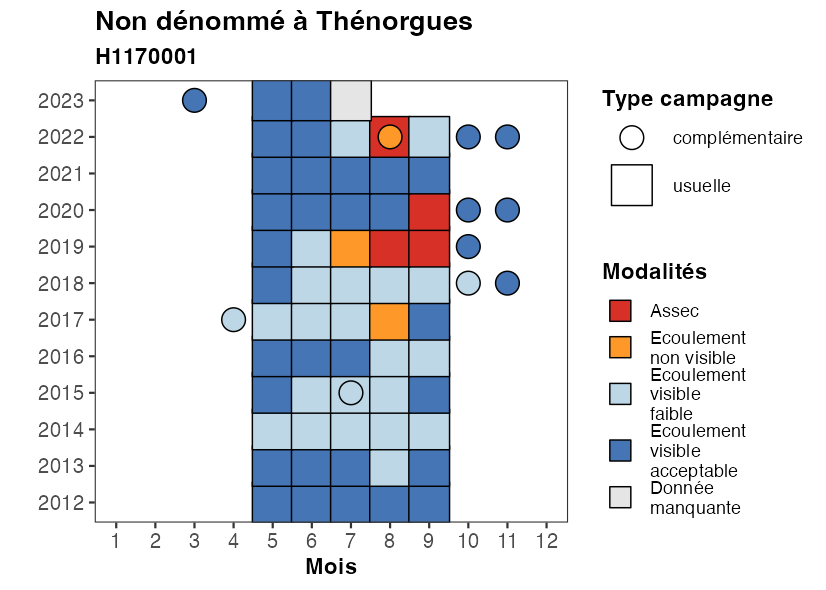 Non dénommé à Thénorgues
H1170001
2023
2022
2021
2020
2019
2018
2017
2016
2015
2014
2013
2012
1 2 3 4 5 6 7 8 9 10 11 12
Mois
Type campagne
complémentaire
usuelle
Modalités
Assec
Ecoulement
non visible
Ecoulement
visible
faible
Ecoulement
visible
acceptable
Donnée
manquante